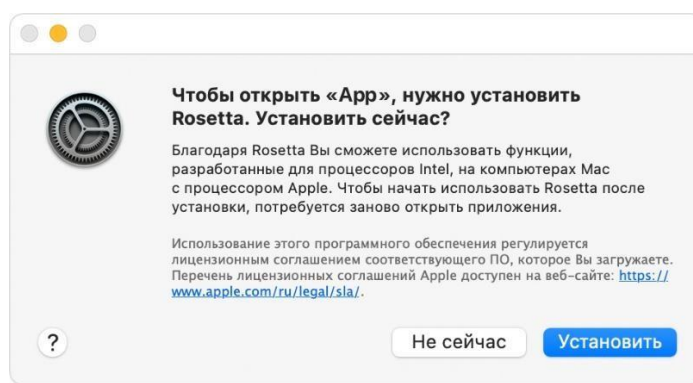 Чтобы открыть «App», нужно установить
Rosetta. Установить сейчас?
Благодаря Rosetta Вы сможете использовать функции,
разработанные для процессоров Intel, на компьютерах Mac
с процессором Apple. Чтобы начать использовать Rosetta после
установки, потребуется заново открыть приложения.
Использование этого программного обеспечения регулируется
лицензионным соглашением соответствующего ПО, которое Вы загружаете.
Перечень лицензионных соглашений Apple доступен на веб-сайте: https://
www.apple.com/ru/legal/sla/.
?
Не сейчас
Установить